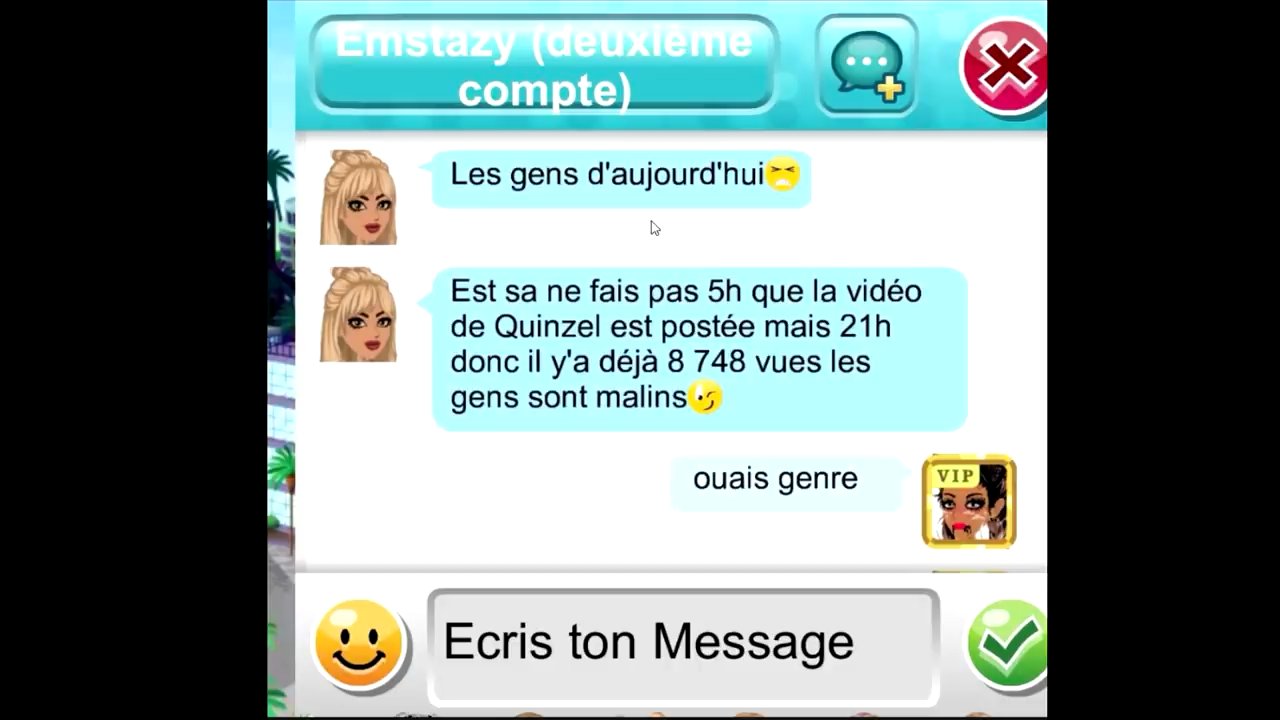 Emstazy (deuxième
compte)
Les gens d'aujourd'hui
Est sa ne fais pas 5h que la vidéo
de Quinzel est postée mais 21h
donc il y'a déjà 8 748 vues les
gens sont malins
ouais genre
VIP
Ecris ton Message